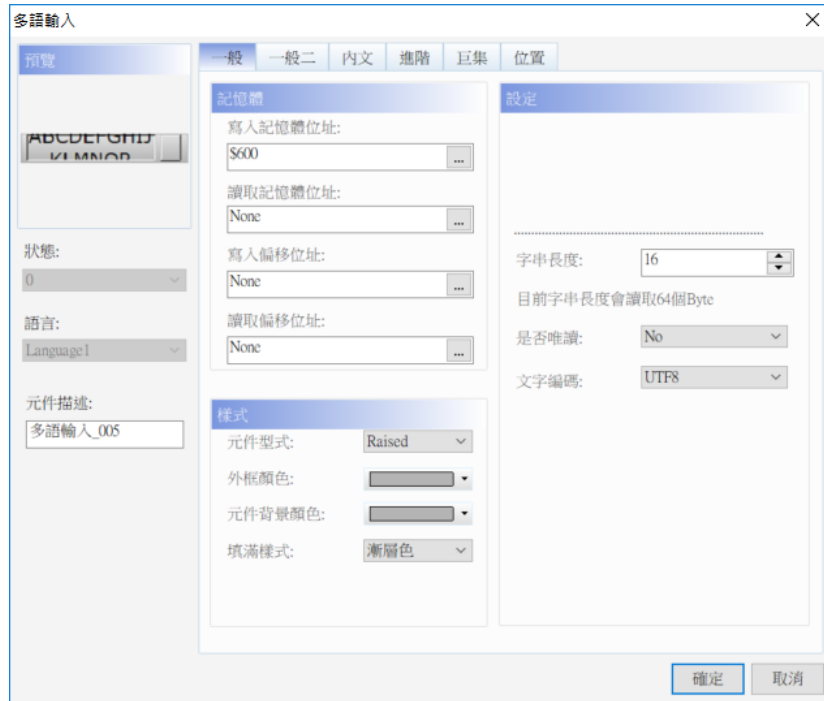 多語輸入
預覽
ABCDEFGHIJ
KLMNOP
狀態:
0
語言:
Language1
元件描述:
多語輸入_005
一般 一般二 內文 進階 巨集 位置
記憶體
寫入記憶體位址:
$600
...
讀取記憶體位址:
None
...
寫入偏移位址:
None
...
讀取偏移位址:
None
...
樣式
元件型式: Raised
外框顏色:
元件背景顏色:
填滿樣式: 漸層色
設定
字串長度: 16
目前字串長度會讀取64個Byte
是否唯讀: No
文字編碼: UTF8
確定 取消